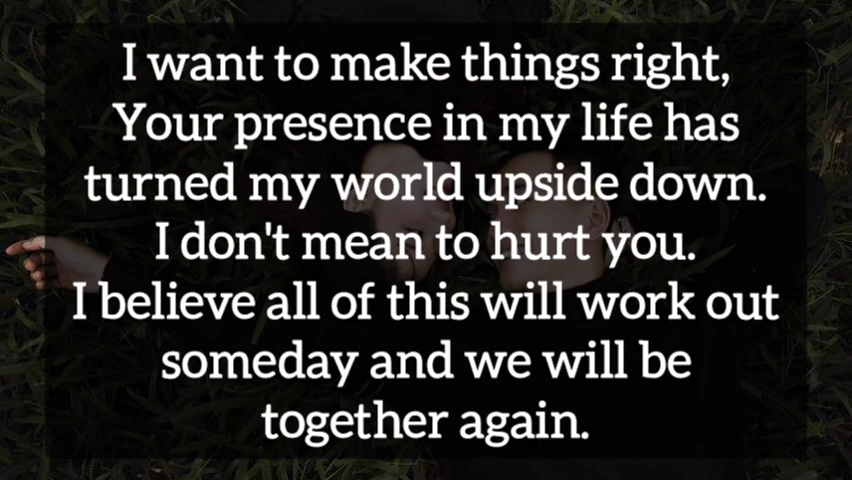 I want to make things right,
Your presence in my life has
turned my world upside down.
I don't mean to hurt you.
I believe all of this will work out
someday and we will be
together again.